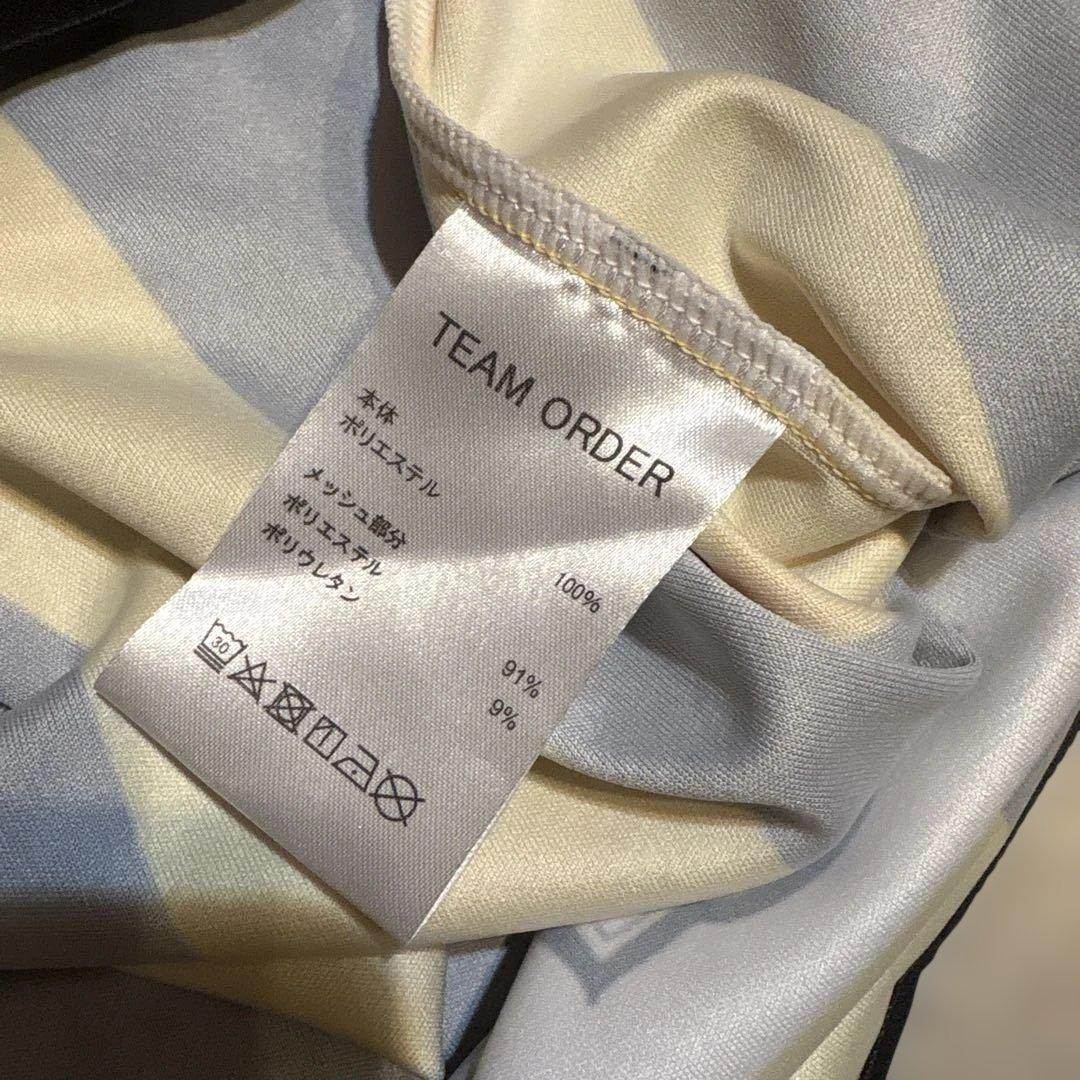 TEAM ORDER
本体
ポリエステル 100%
メッシュ部分
ポリエステル 91%
ポリウレタン 9%
30